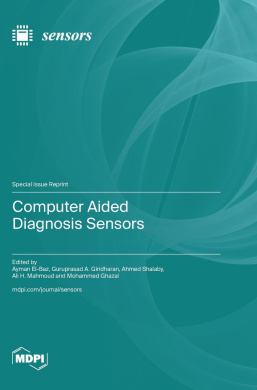 sensors
Special Issue Reprint
Computer Aided
Diagnosis Sensors
Edited by
Ayman El-Baz, Guruprasad A. Giridharan, Ahmed Shalaby,
Ali H. Mahmoud and Mohammed Ghazal
mdpi.com/journal/sensors
MDPI